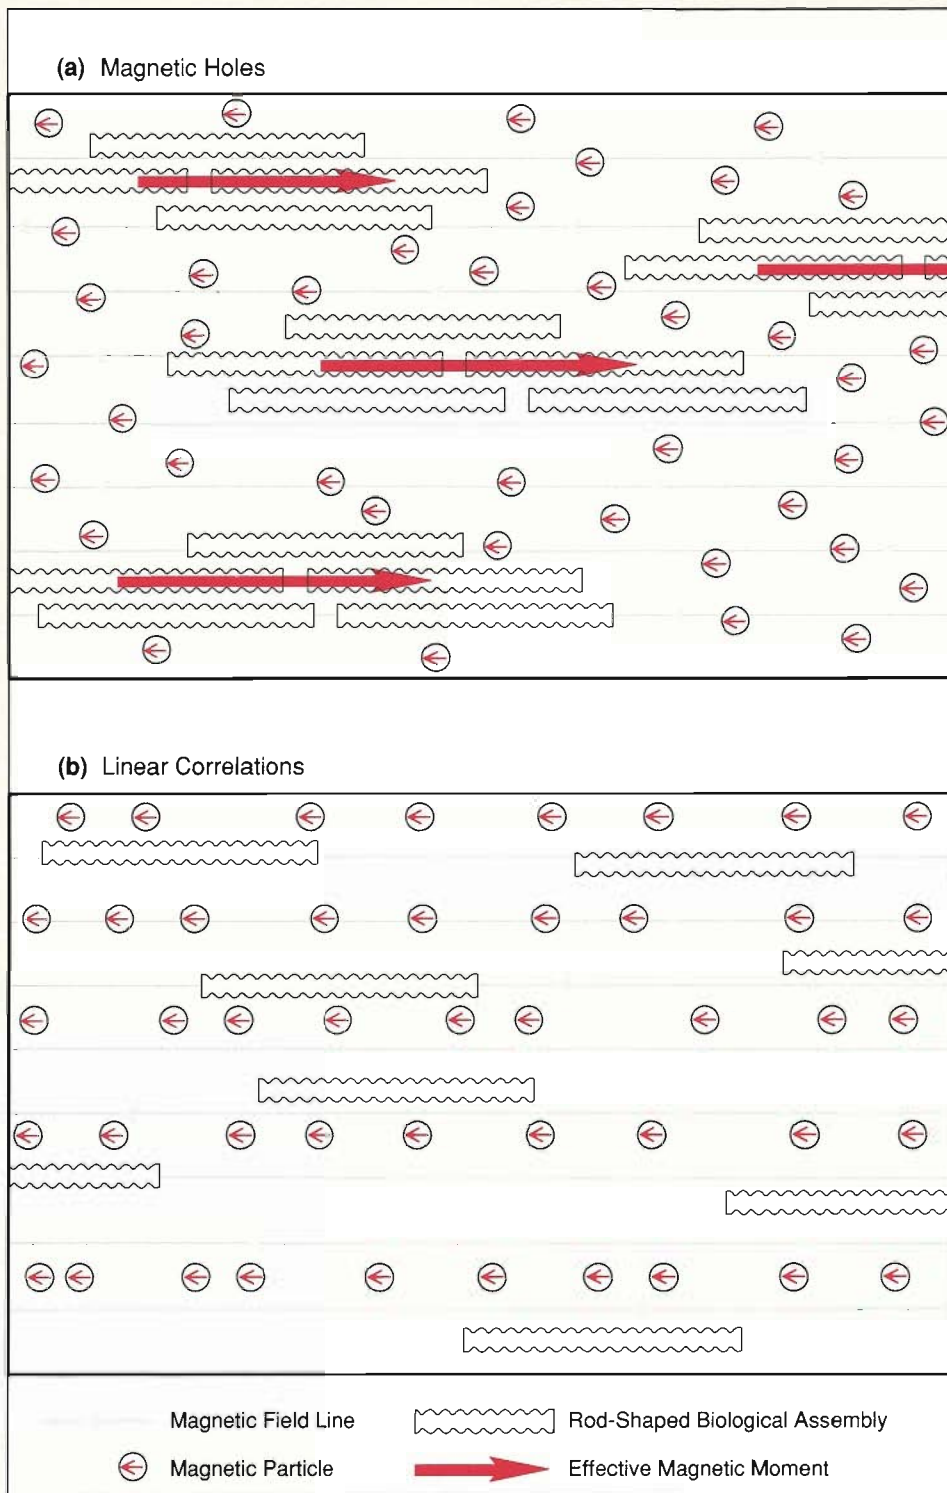 (a) Magnetic Holes
(b) Linear Correlations
Magnetic Field Line
Rod-Shaped Biological Assembly
Magnetic Particle
Effective Magnetic Moment